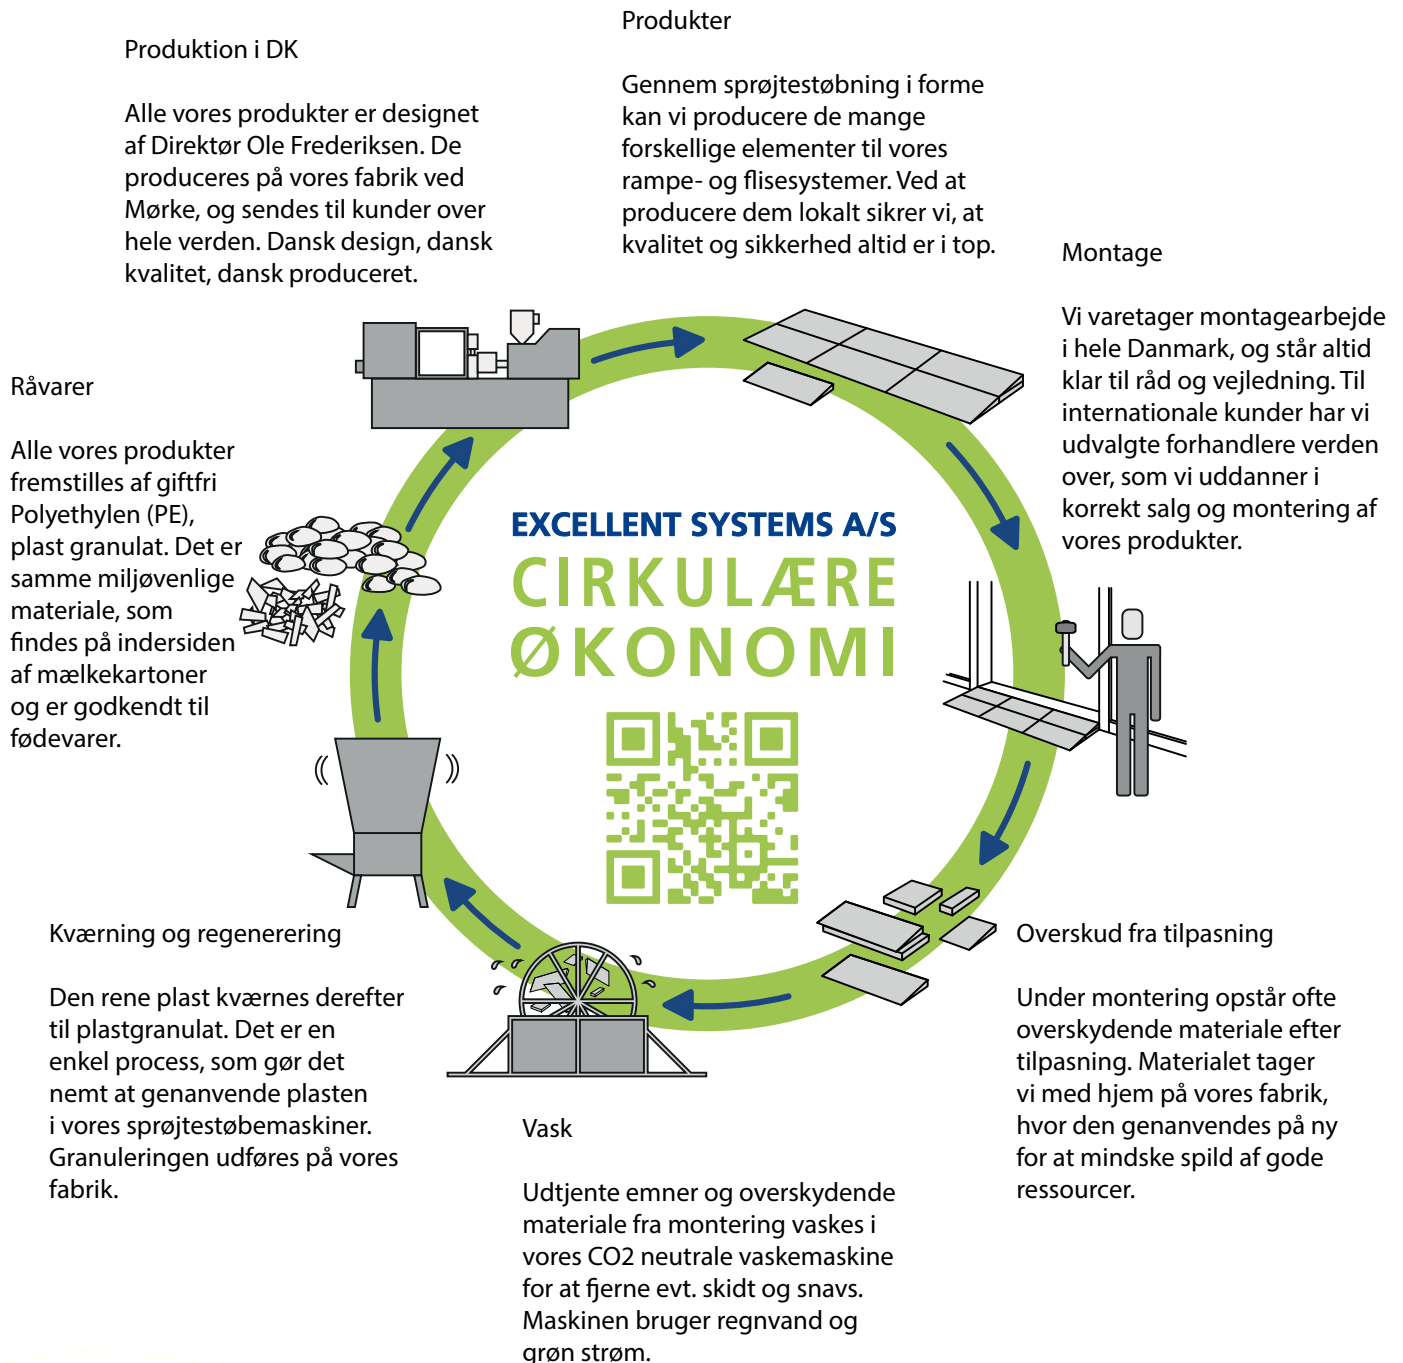 Produktion i DK
Alle vores produkter er designet
af Direktør Ole Frederiksen. De
produceres på vores fabrik ved
Mørke, og sendes til kunder over
hele verden. Dansk design, dansk
kvalitet, dansk produceret.
Produkter
Gennem sprøjtestøbning i forme
kan vi producere de mange
forskellige elementer til vores
rampe- og flisesystemer. Ved at
producere dem lokalt sikrer vi, at
kvalitet og sikkerhed altid er i top.
Montage
Vi varetager montagearbejde
i hele Danmark, og står altid
klar til råd og vejledning. Til
internationale kunder har vi
udvalgte forhandlere verden
over, som vi uddanner i
korrekt salg og montering af
vores produkter.
Råvarer
Alle vores produkter
fremstilles af giftfri
Polyethylen (PE),
plast granulat. Det er
samme miljøvenlige
materiale, som
findes på indersiden
af mælkekartoner
og er godkendt til
fødevarer.
EXCELLENT SYSTEMS A/S
CIRKULÆRE
ØKONOMI
Overskud fra tilpasning
Under montering opstår ofte
overskydende materiale efter
tilpasning. Materialet tager
vi med hjem på vores fabrik,
hvor den genanvendes på ny
for at mindske spild af gode
ressourcer.
Kværning og regenerering
Den rene plast kværnes derefter
til plastgranulat. Det er en
enkel process, som gør det
nemt at genanvende plasten
i vores sprøjtestøbemaskiner.
Granuleringen udføres på vores
fabrik.
Vask
Udtjente emner og overskydende
materiale fra montering vaskes i
vores CO2 neutrale vaskemaskine
for at fjerne evt. skidt og snavs.
Maskinen bruger regnvand og
grøn strøm.